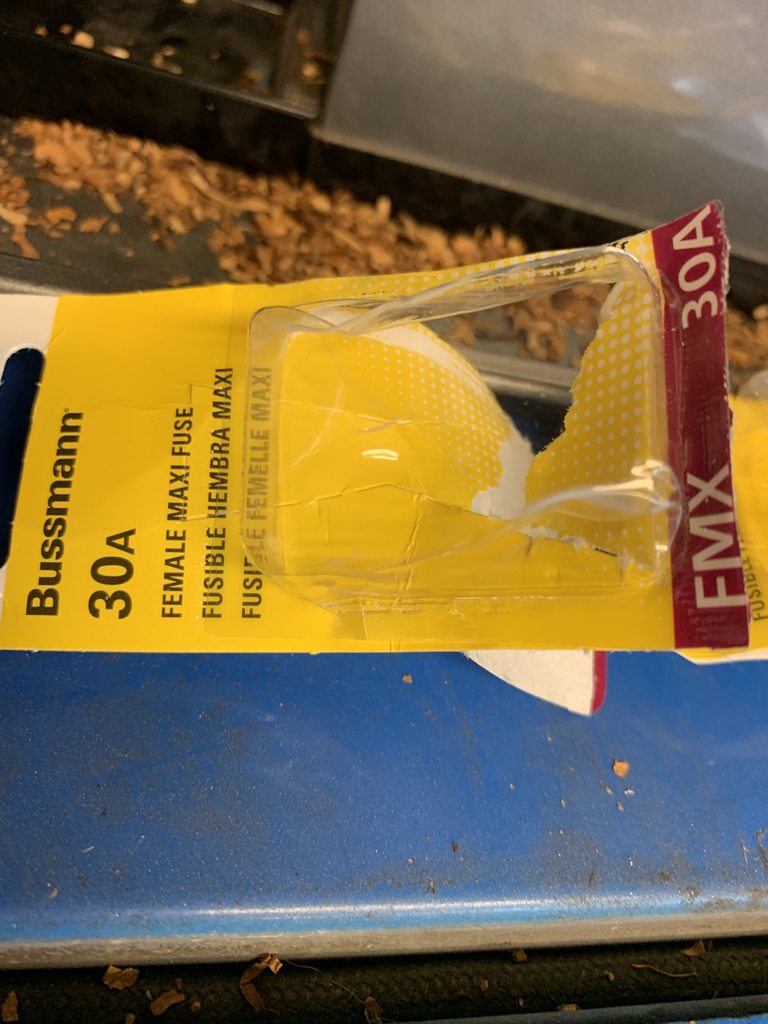 Bussmann
30A
FEMALE MAXI FUSE
FUSIBLE HEMBRA MAXI
FUSIBLE FEMELLE MAXI
FMX 30A